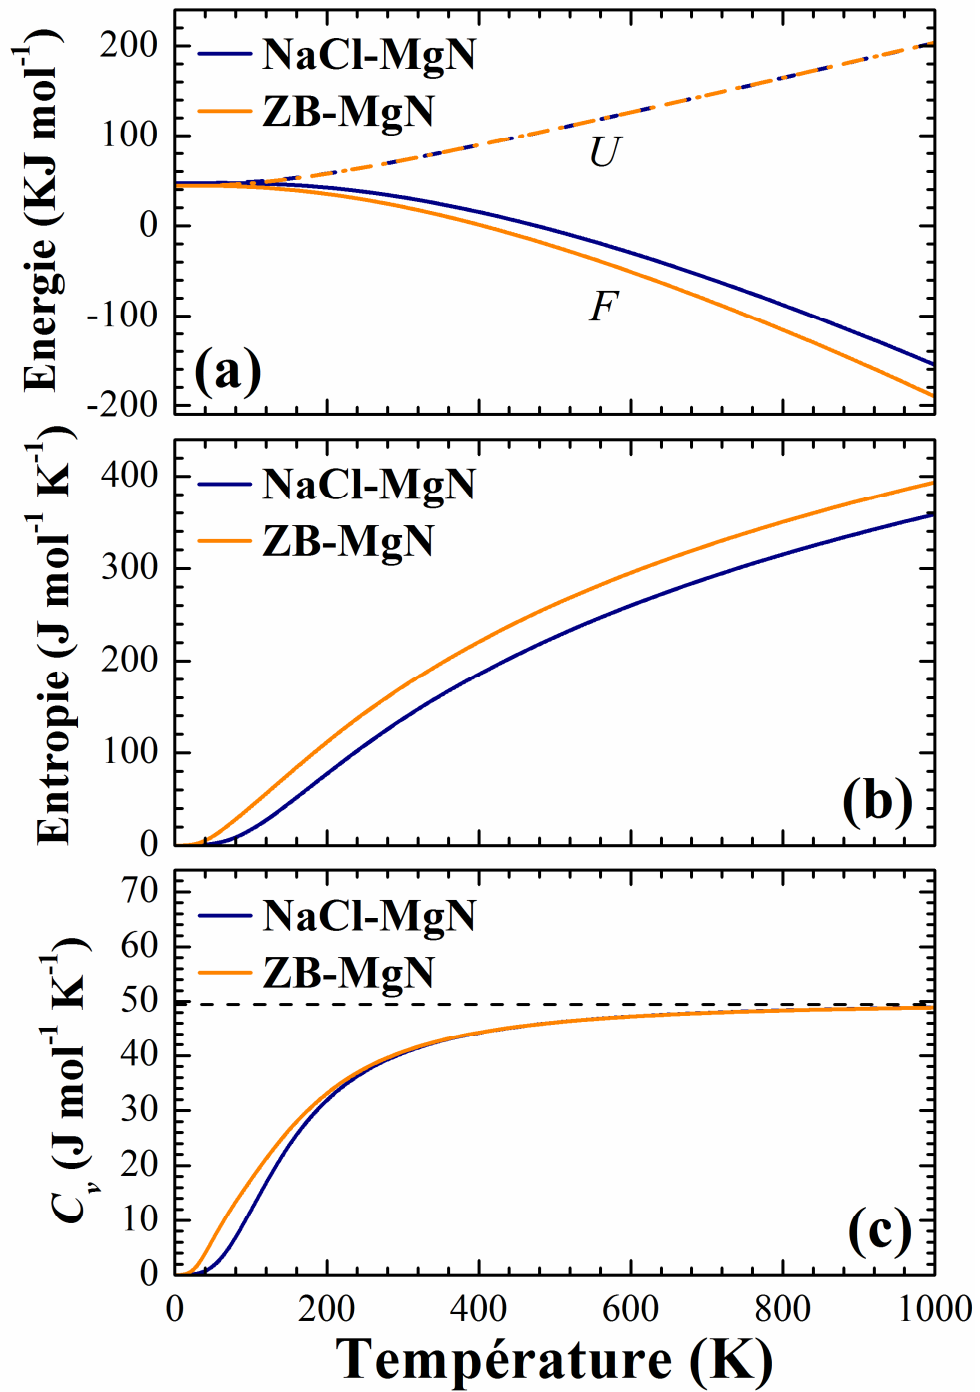 Energie (KJ mol⁻¹)
200
100
0
-100
-200
NaCl-MgN
ZB-MgN
U
F
(a)
Entropie (J mol⁻¹ K⁻¹)
400
300
200
100
0
NaCl-MgN
ZB-MgN
(b)
Cᵥ (J mol⁻¹ K⁻¹)
70
60
50
40
30
20
10
0
NaCl-MgN
ZB-MgN
(c)
0 200 400 600 800 1000
Température (K)